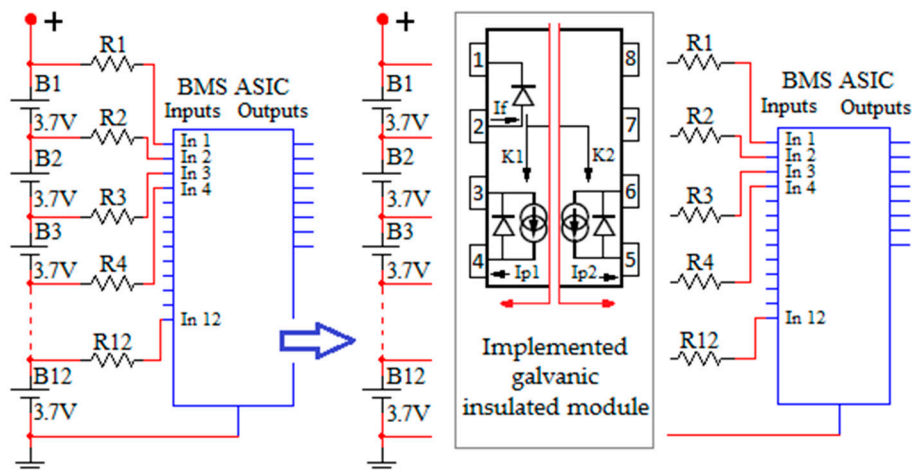 +
R1
B1
BMS ASIC
Inputs Outputs
3.7V
R2
In 1
In 2
In 3
In 4
B2
3.7V
R3
B3
3.7V
R4
In 12
R12
B12
3.7V
+
B1
3.7V
B2
3.7V
B3
3.7V
B12
3.7V
1
8
If
2
7
K1
K2
3
6
4
5
Ip1
Ip2
Implemented
galvanic
insulated module
R1
BMS ASIC
Inputs Outputs
R2
In 1
In 2
In 3
In 4
R3
R4
In 12
R12